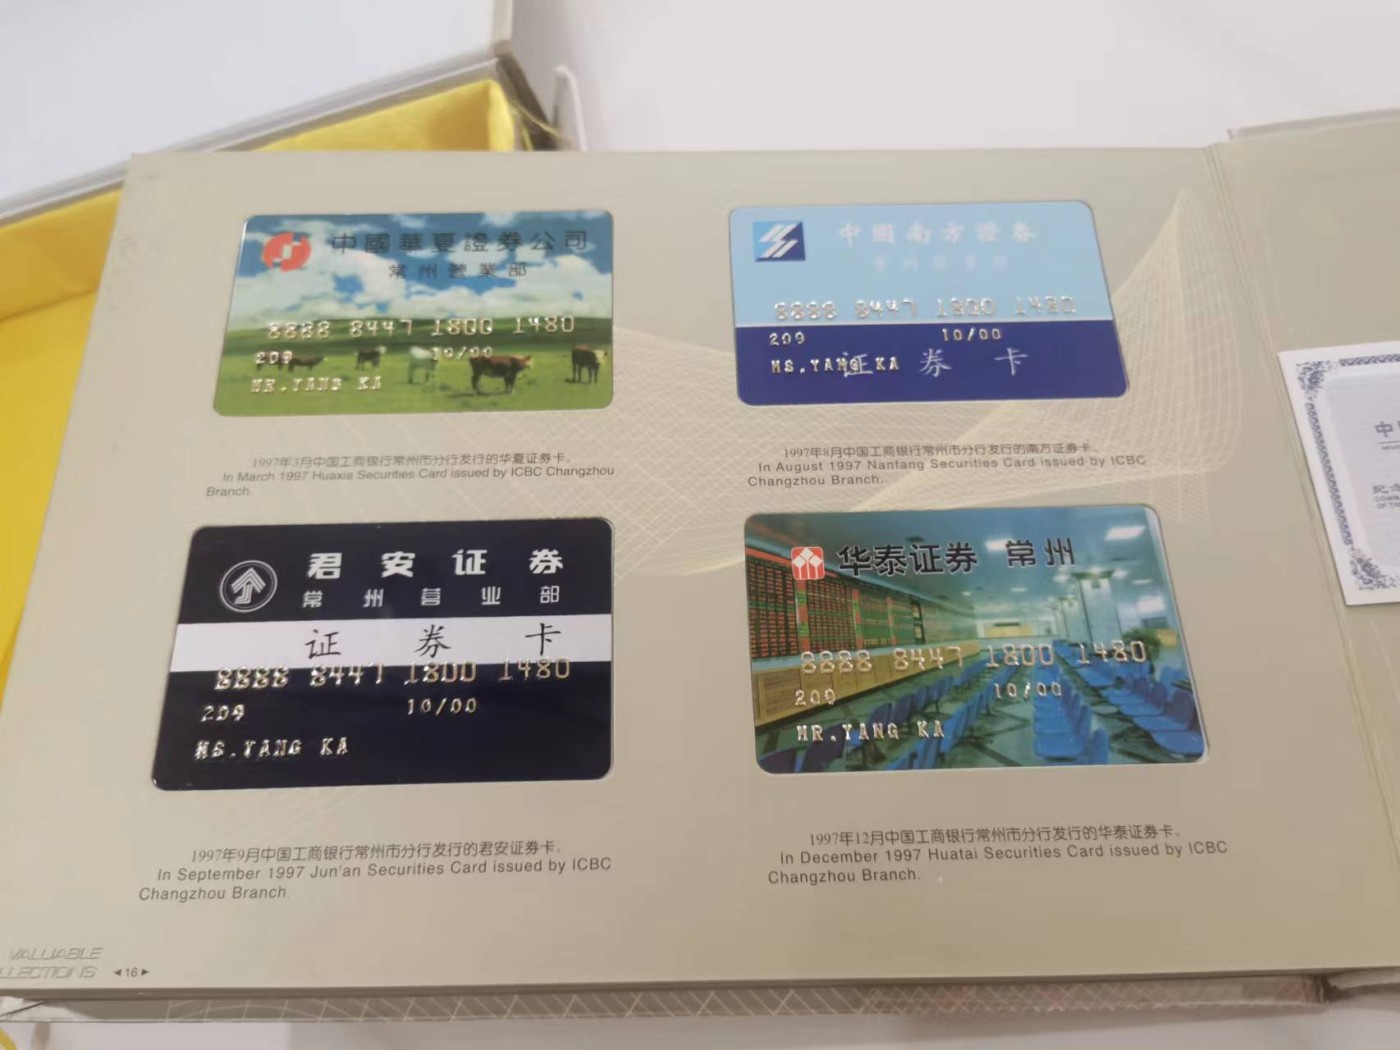 中國華夏證券公司
常州营業部
8888 8447 1800 1480
209 10/00
MR.YANG KA
1997年3月中国工商银行常州市分行发行的华夏证券卡。
In March 1997 Huaxia Securities Card issued by ICBC Changzhou
Branch.
中國南方證券
8888 8447 1800 1480
209 10/00
MS.YANG KA
证 券 卡
1997年8月中国工商银行常州市分行发行的南方证券卡。
In August 1997 Nanfang Securities Card issued by ICBC
Changzhou Branch.
君安证券
常州营业部
证 券 卡
8888 8447 1800 1480
209 10/00
MS.YANG KA
1997年9月中国工商银行常州市分行发行的君安证券卡。
In September 1997 Jun'an Securities Card issued by ICBC
Changzhou Branch.
华泰证券 常州
8888 8447 1800 1480
209 10/00
MR.YANG KA
1997年12月中国工商银行常州市分行发行的华泰证券卡。
In December 1997 Huatai Securities Card issued by ICBC
Changzhou Branch.
VALUABLE
LLECTIONS ◄16►
中
纪念